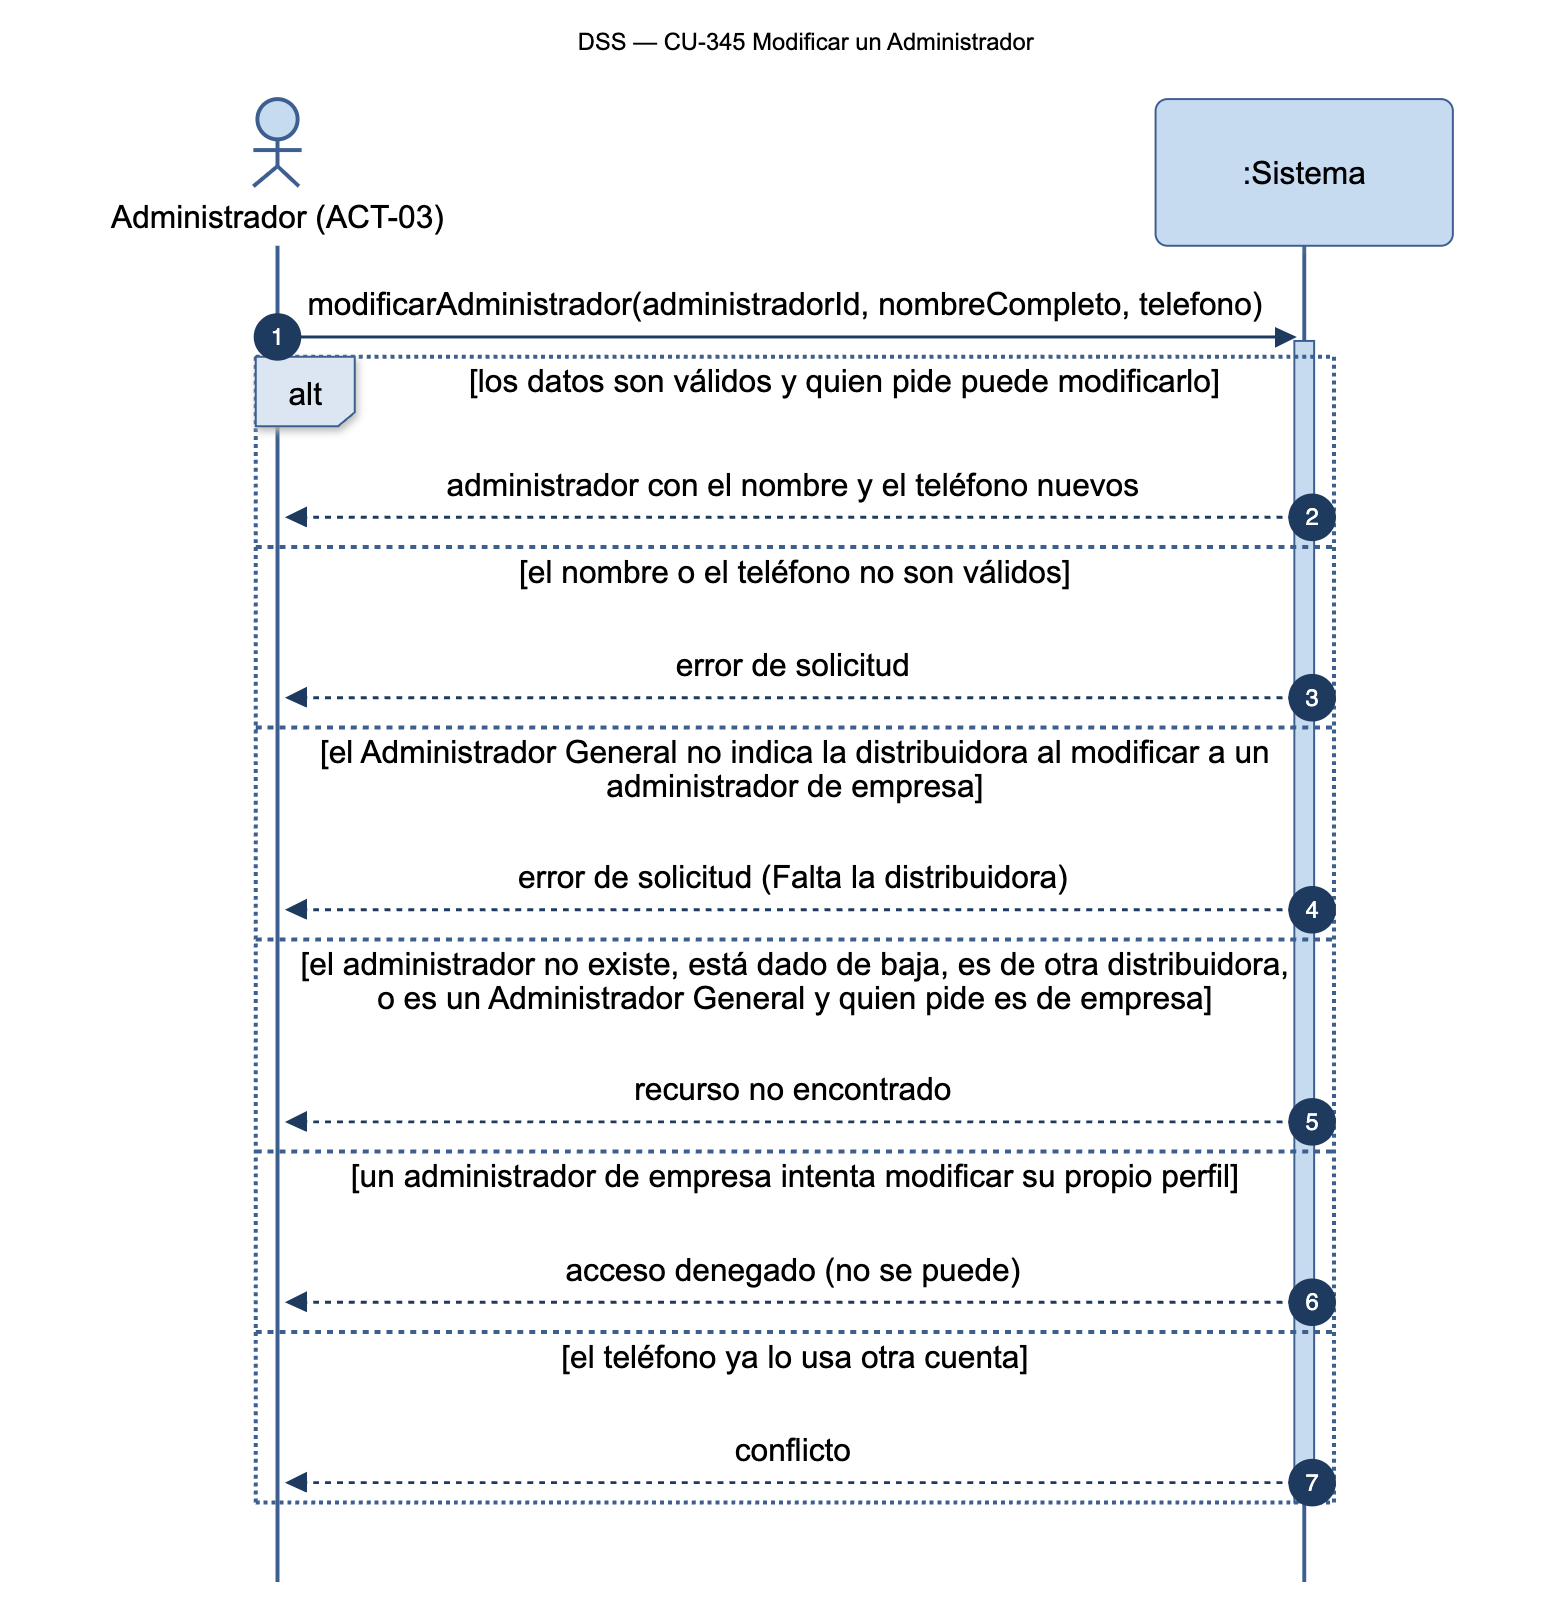 DSS — CU-345 Modificar un Administrador
Administrador (ACT-03)
:Sistema
modificarAdministrador(administradorId, nombreCompleto, telefono)
1
alt
[los datos son válidos y quien pide puede modificarlo]
administrador con el nombre y el teléfono nuevos
2
[el nombre o el teléfono no son válidos]
error de solicitud
3
[el Administrador General no indica la distribuidora al modificar a un
administrador de empresa]
error de solicitud (Falta la distribuidora)
4
[el administrador no existe, está dado de baja, es de otra distribuidora,
o es un Administrador General y quien pide es de empresa]
recurso no encontrado
5
[un administrador de empresa intenta modificar su propio perfil]
acceso denegado (no se puede)
6
[el teléfono ya lo usa otra cuenta]
conflicto
7